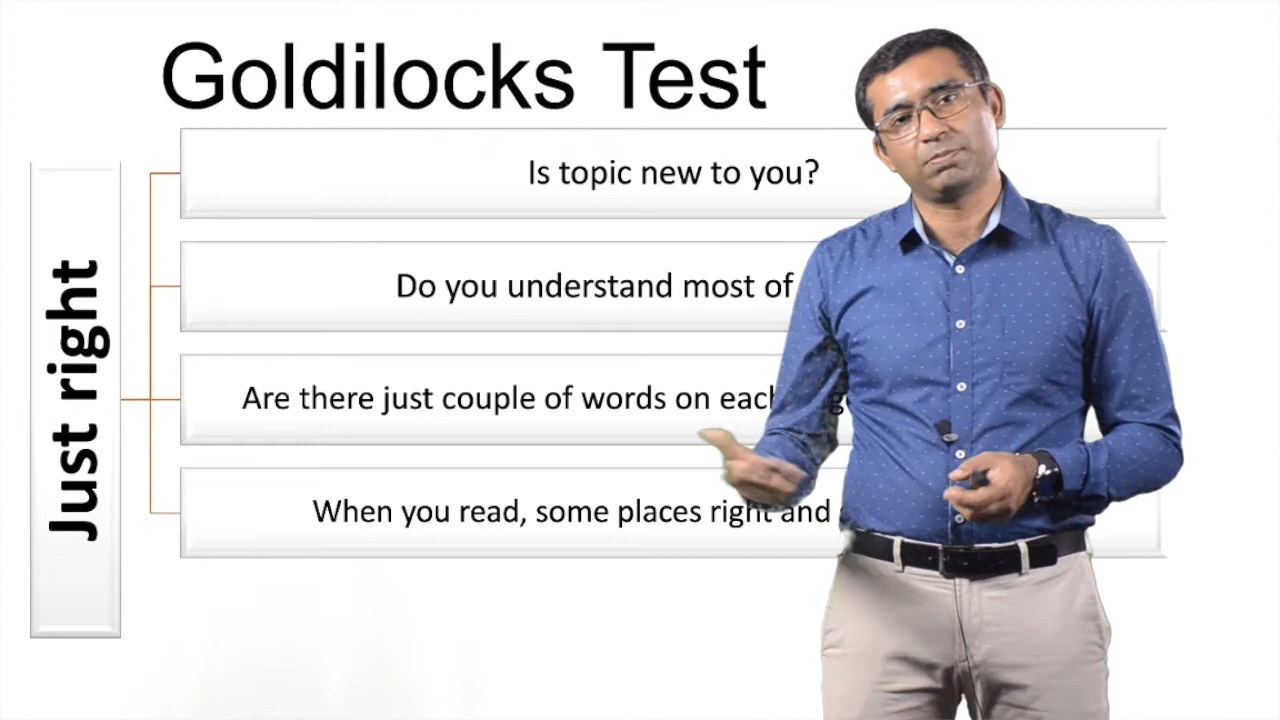 Goldilocks Test
Just right
Is topic new to you?
Do you understand most of
Are there just couple of words on each
When you read, some places right and